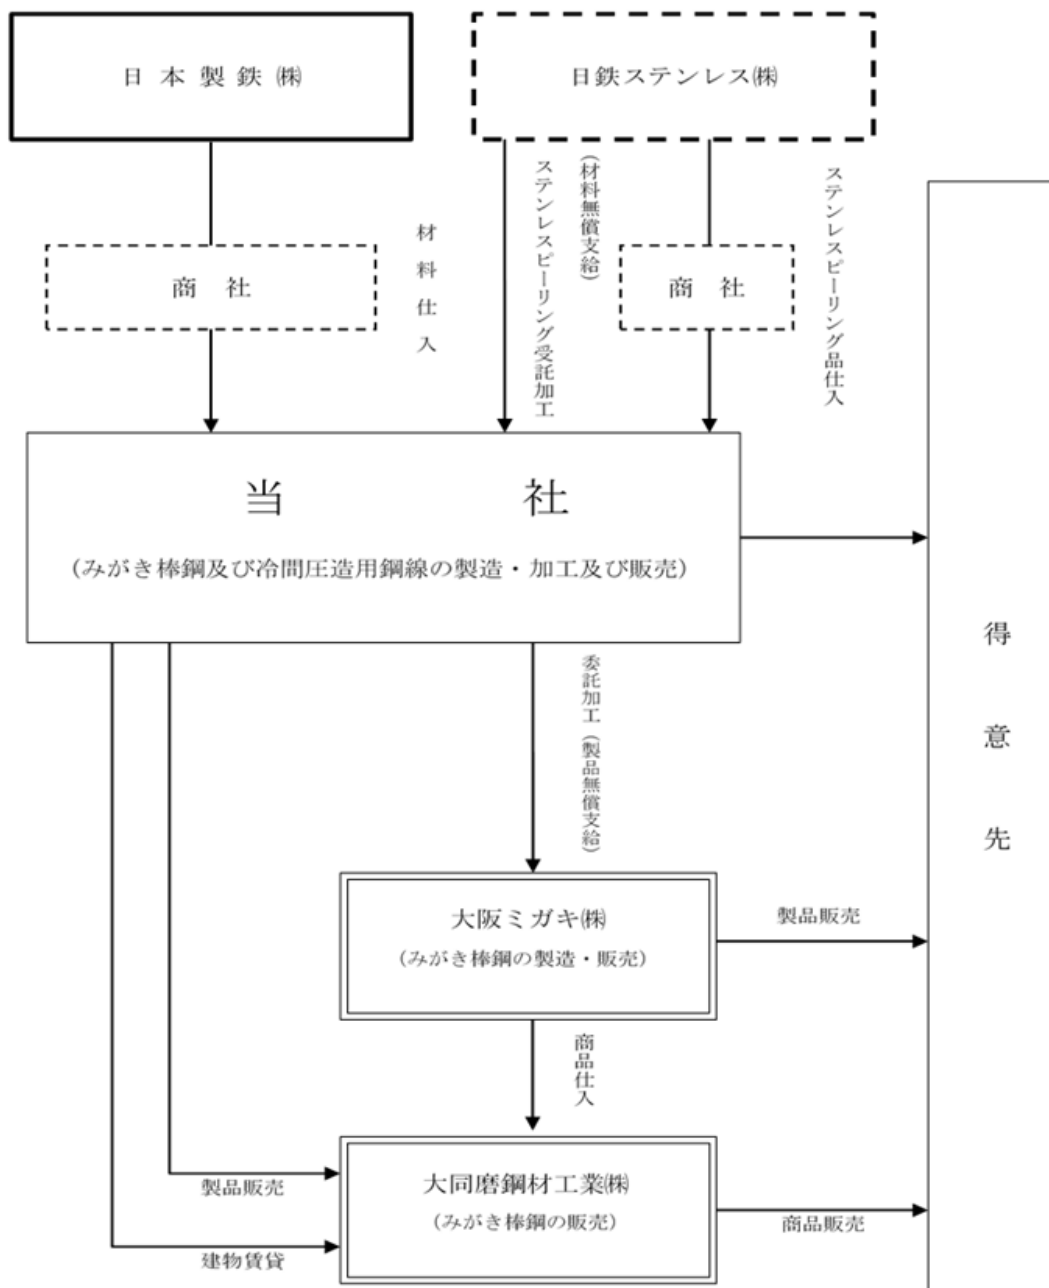 日本製鉄㈱
日鉄ステンレス㈱
材料仕入
ステンレスピーリング受託加工
(材料無償支給)
ステンレスピーリング品仕入
商社
商社
当社
(みがき棒鋼及び冷間圧造用鋼線の製造・加工及び販売)
得意先
委託加工(製品無償支給)
大阪ミガキ㈱
(みがき棒鋼の製造・販売)
製品販売
商品仕入
大同磨鋼材工業㈱
(みがき棒鋼の販売)
製品販売
商品販売
建物賃貸